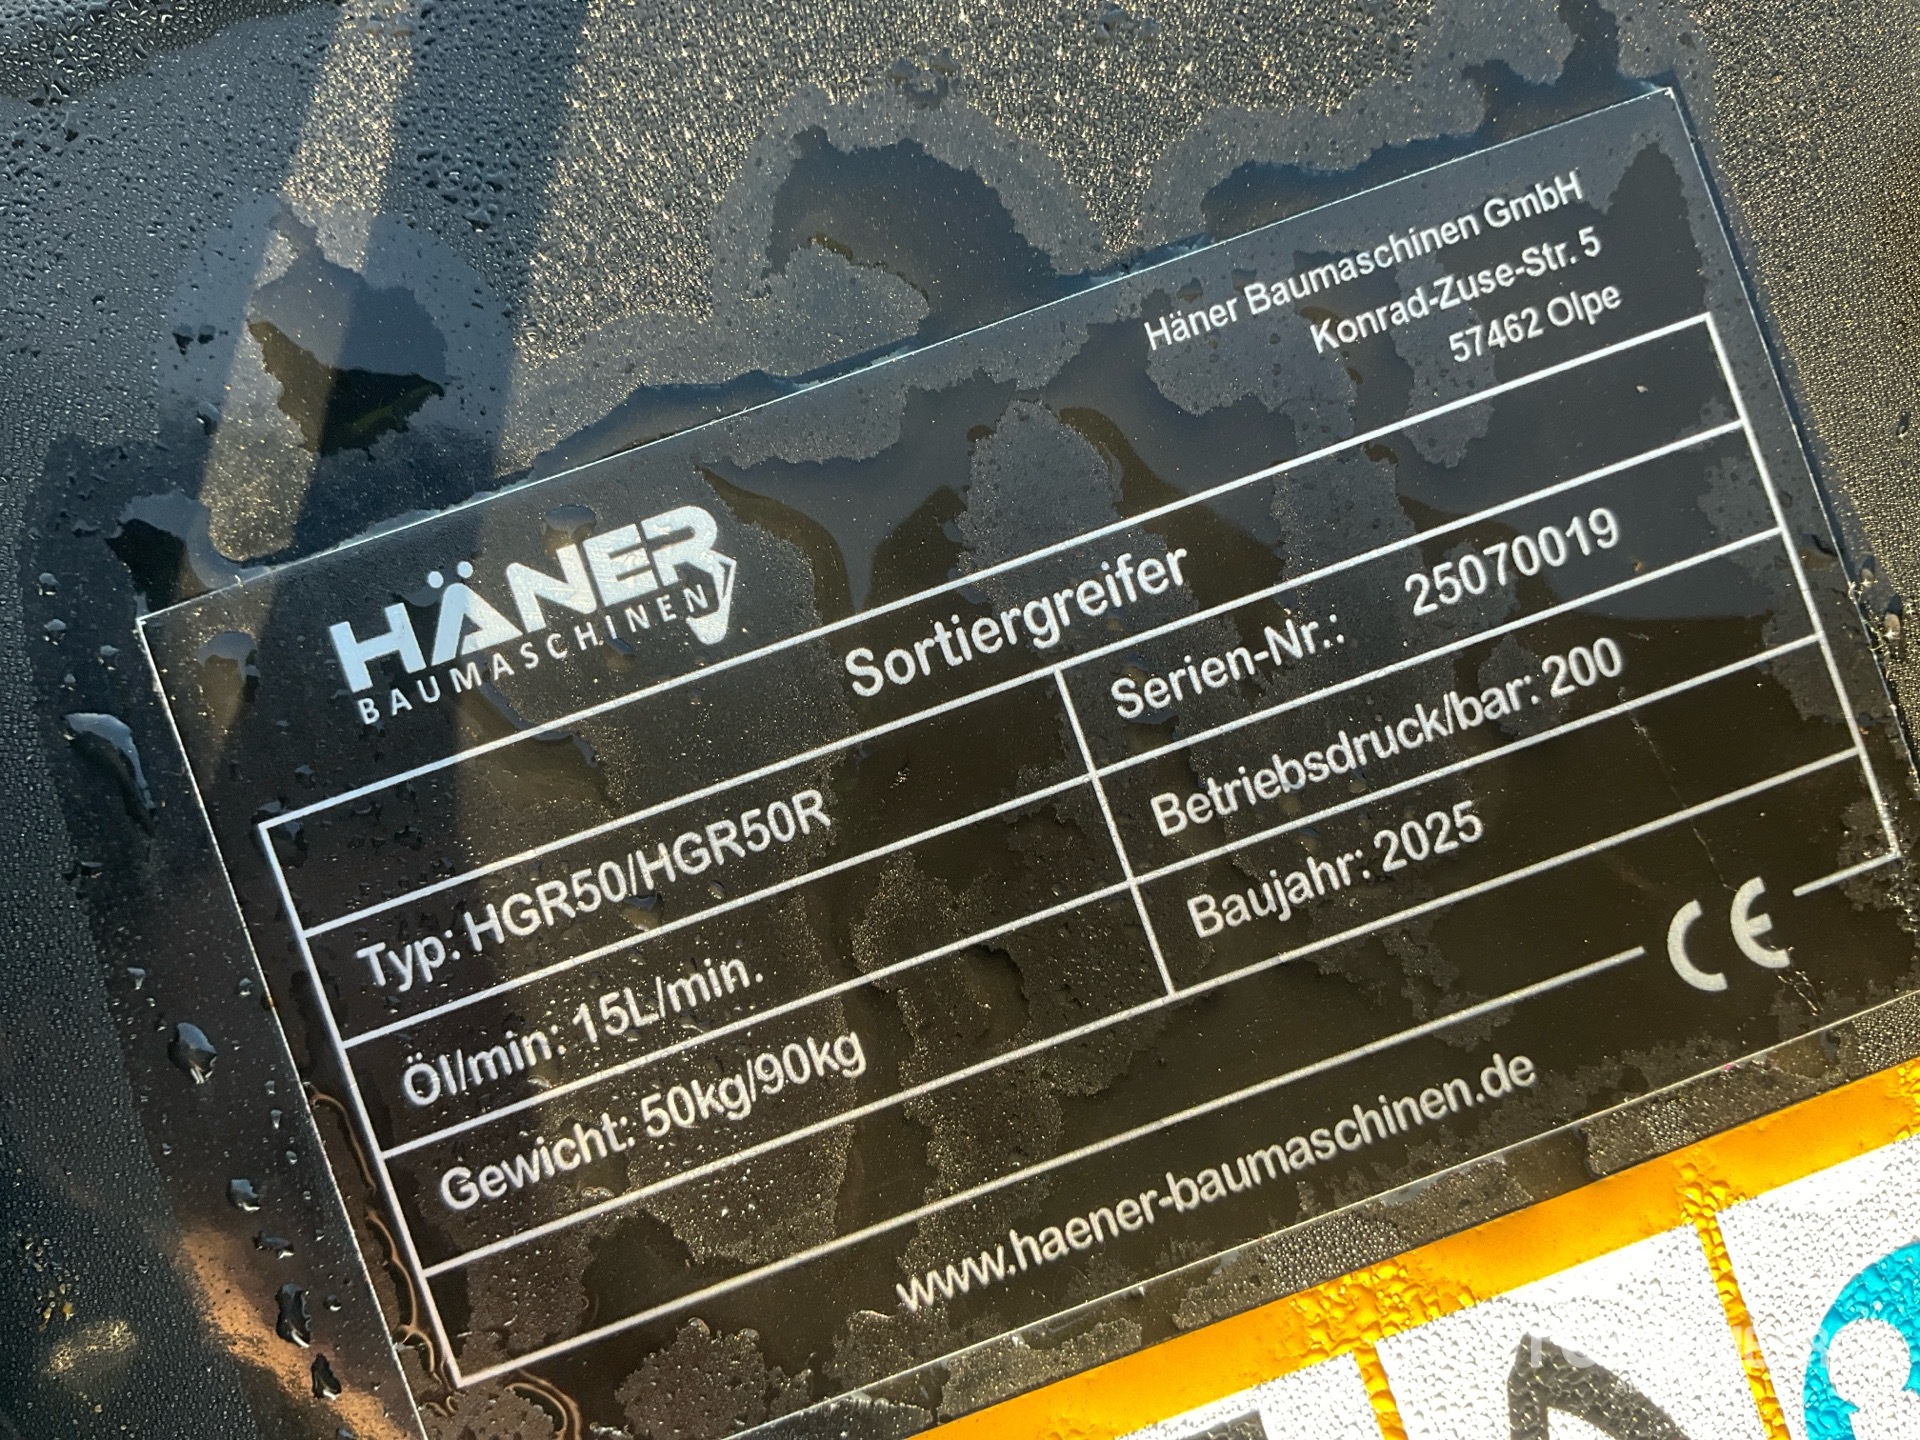 Häner Baumaschinen GmbH
Konrad-Zuse-Str. 5
57462 Olpe
HÄNER
BAUMASCHINEN
Sortiergreifer
Typ: HGR50/HGR50R
Serien-Nr.: 25070019
Öl/min: 15L/min.
Betriebsdruck/bar: 200
Gewicht: 50kg/90kg
Baujahr: 2025
CE
www.haener-baumaschinen.de